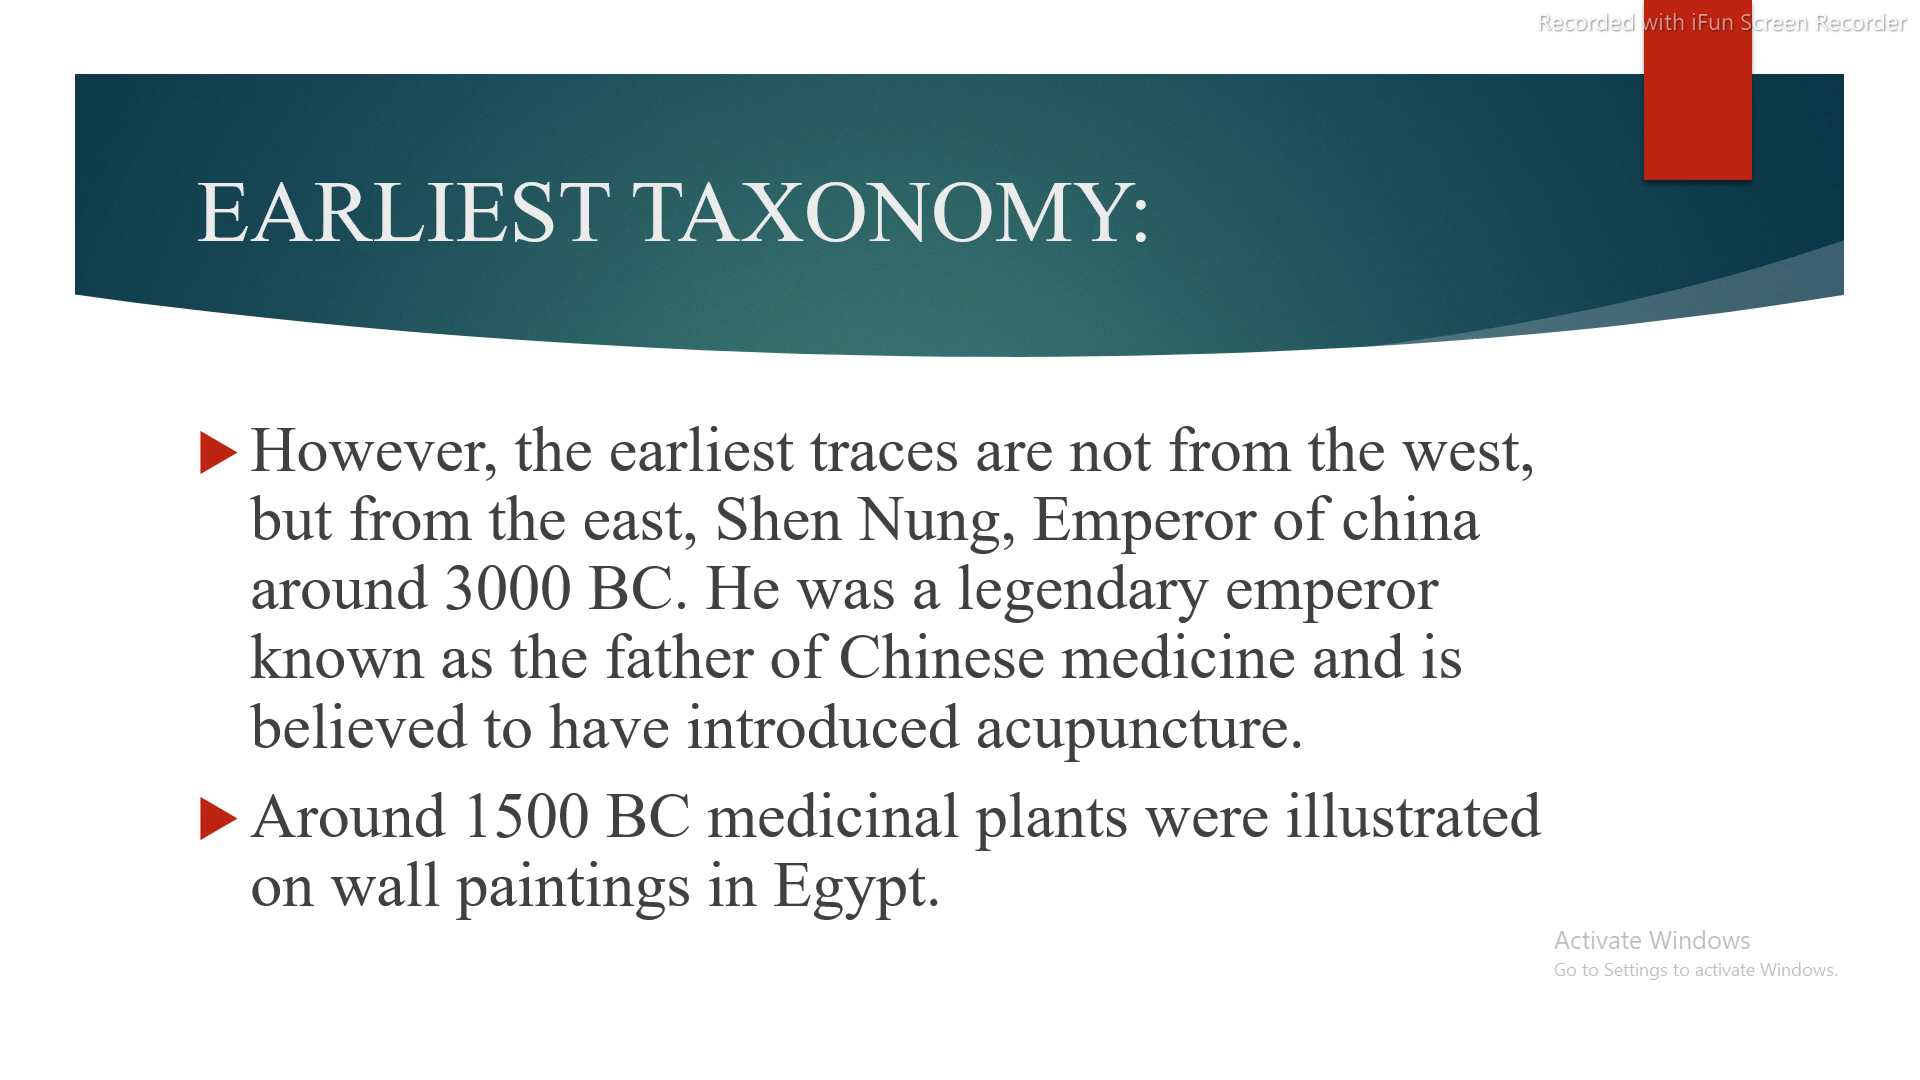 Recorded with iFun Screen Recorder
EARLIEST TAXONOMY:
However, the earliest traces are not from the west,
but from the east, Shen Nung, Emperor of china
around 3000 BC. He was a legendary emperor
known as the father of Chinese medicine and is
believed to have introduced acupuncture.
Around 1500 BC medicinal plants were illustrated
on wall paintings in Egypt.
Activate Windows
Go to Settings to activate Windows.